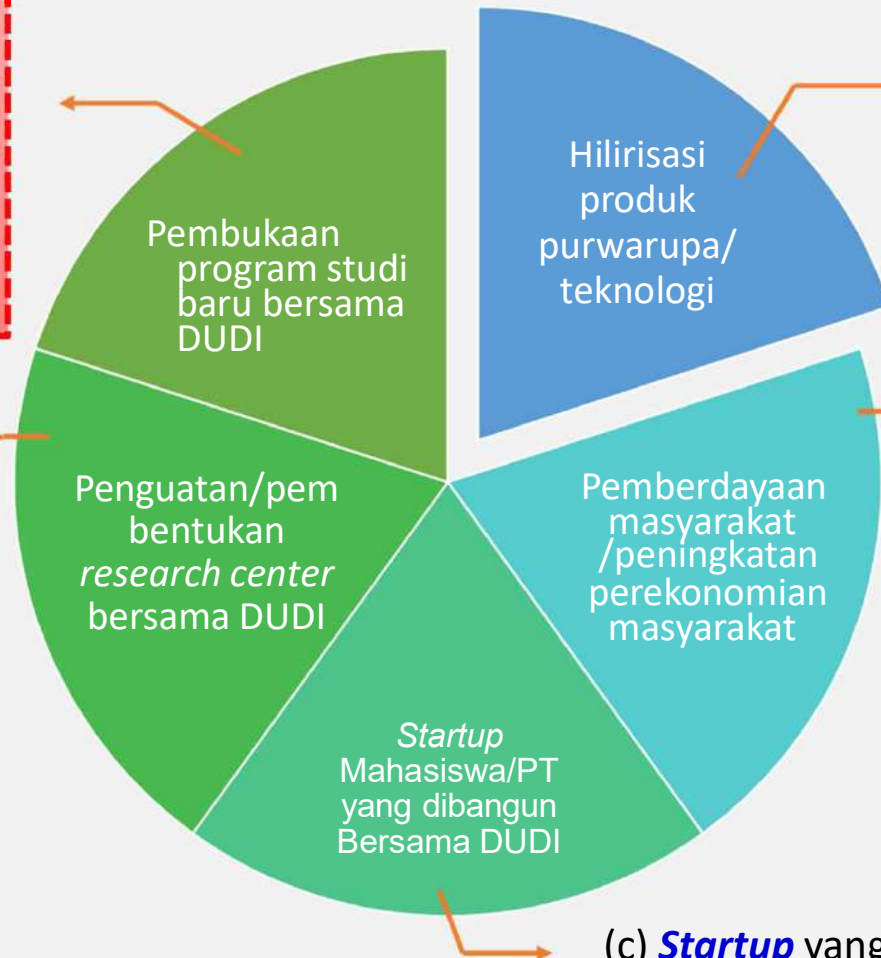 Hilirisasi
produk
purwarupa/
teknologi
Pembukaan
program studi
baru bersama
DUDI
Penguatan/pem
bentukan
research center
bersama DUDI
Pemberdayaan
masyarakat
/peningkatan
perekonomian
masyarakat
Startup
Mahasiswa/PT
yang dibangun
Bersama DUDI
(c) Startup yang